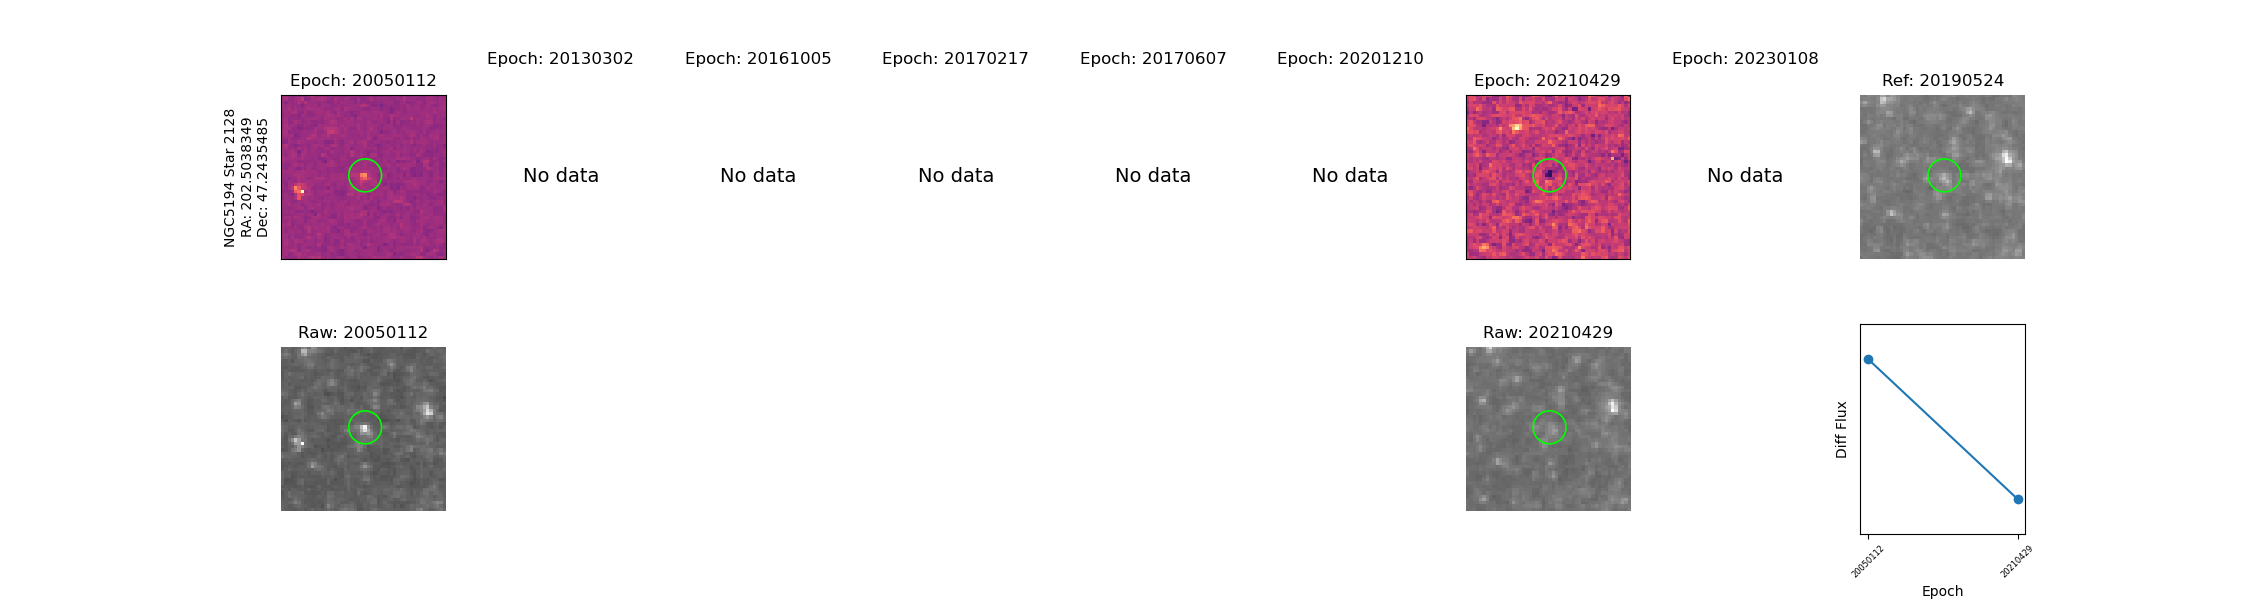 Epoch: 20050112
Epoch: 20130302
Epoch: 20161005
Epoch: 20170217
Epoch: 20170607
Epoch: 20201210
Epoch: 20210429
Epoch: 20230108
Ref: 20190524
NGC5194 Star 2128
RA: 202.5038349
Dec: 47.2435485
No data
No data
No data
No data
No data
No data
Raw: 20050112
Raw: 20210429
Diff Flux
20050112
20210429
Epoch